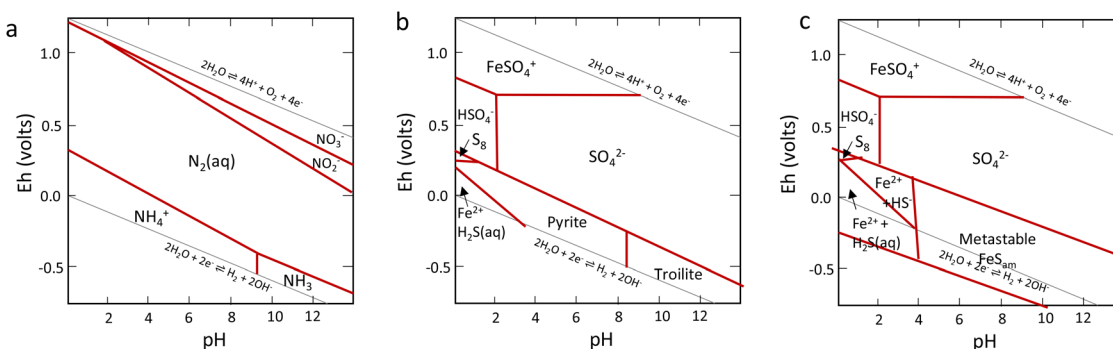 a
Eh (volts)
1.0
0.5
0.0
-0.5
2H₂O ⇌ 4H⁺ + O₂ + 4e⁻
NO₃⁻
NO₂⁻
N₂(aq)
NH₄⁺
2H₂O + 2e⁻ ⇌ H₂ + 2OH⁻
NH₃
2 4 6 8 10 12
pH
b
Eh (volts)
1.0
0.5
0.0
-0.5
FeSO₄⁺
2H₂O ⇌ 4H⁺ + O₂ + 4e⁻
HSO₄⁻
S₈
SO₄²⁻
Fe²⁺
H₂S(aq)
Pyrite
2H₂O + 2e⁻ ⇌ H₂ + 2OH⁻
Troilite
0 2 4 6 8 10 12
pH
c
Eh (volts)
1.0
0.5
0.0
-0.5
FeSO₄⁺
2H₂O ⇌ 4H⁺ + O₂ + 4e⁻
HSO₄⁻
S₈
SO₄²⁻
Fe²⁺
+HS⁻
Fe²⁺ +
H₂S(aq)
Metastable
FeSₐₘ
2H₂O + 2e⁻ ⇌ H₂ + 2OH⁻
2 4 6 8 10 12
pH